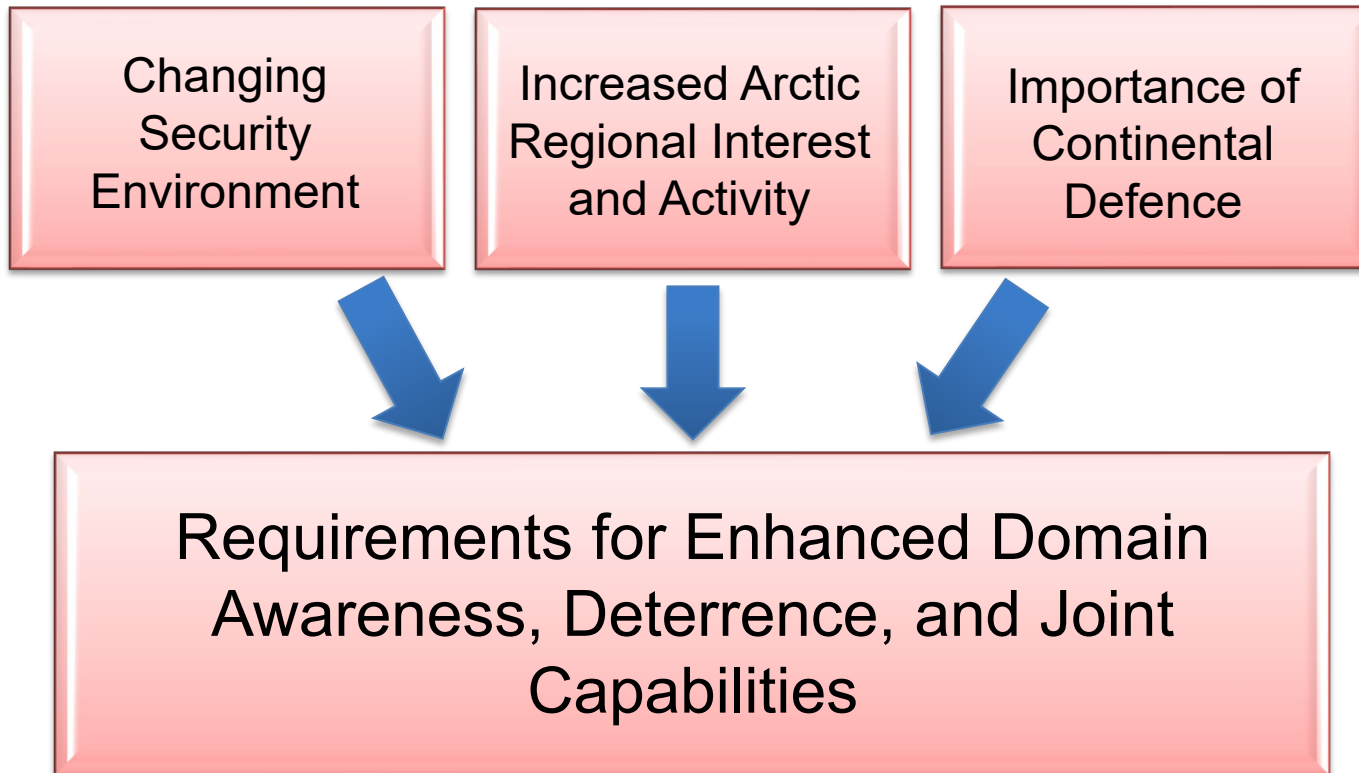 Changing
Security
Environment
Increased Arctic
Regional Interest
and Activity
Importance of
Continental
Defence
Requirements for Enhanced Domain
Awareness, Deterrence, and Joint
Capabilities